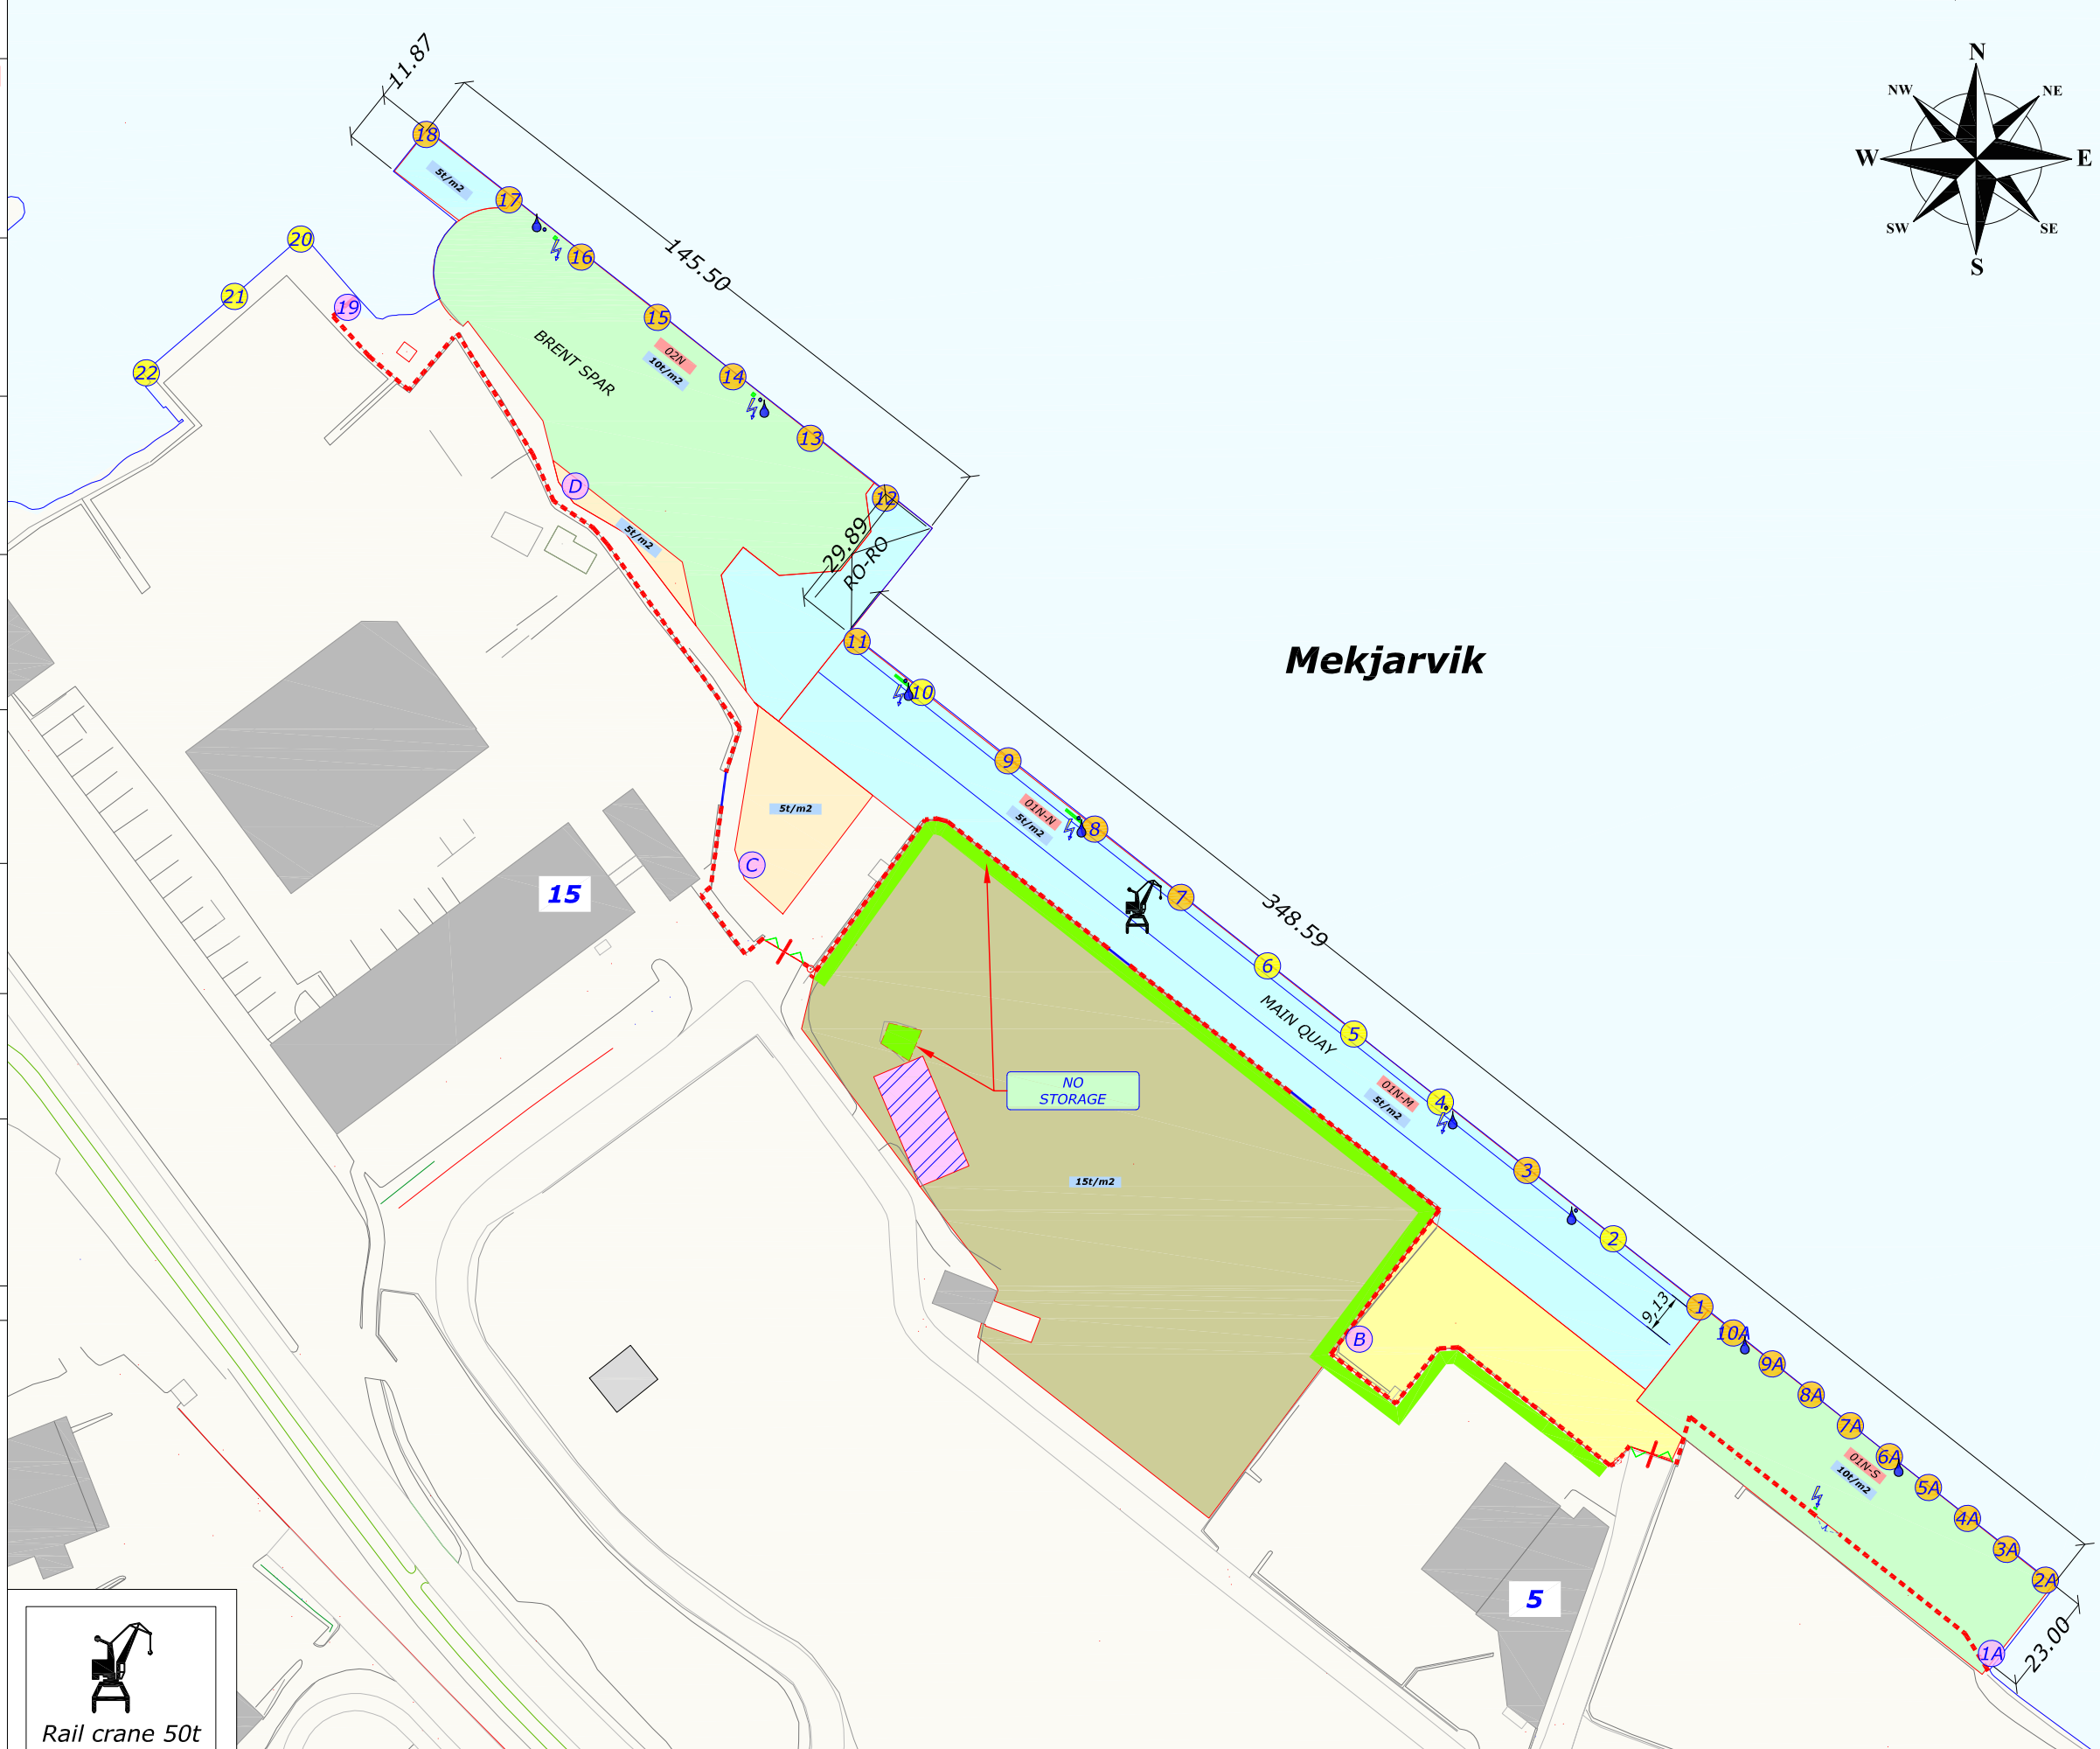 11.87
18
N
NW
NE
W
E
SW
SE
S
5t/m2
17
20
16
145.50
21
19
15
BRENT SPAR
02N
10t/m2
14
22
13
D
12
5t/m2
29.89
RO-RO
11
Mekjarvik
10
9
5t/m2
01N-N
5t/m2
8
C
15
7
348.59
6
MAIN QUAY
5
NO
STORAGE
01N-M
5t/m2
4
3
15t/m2
2
9,13
1
B
10A
9A
8A
7A
6A
01N-S
10t/m2
5A
4A
3A
2A
5
1A
23.00
Rail crane 50t